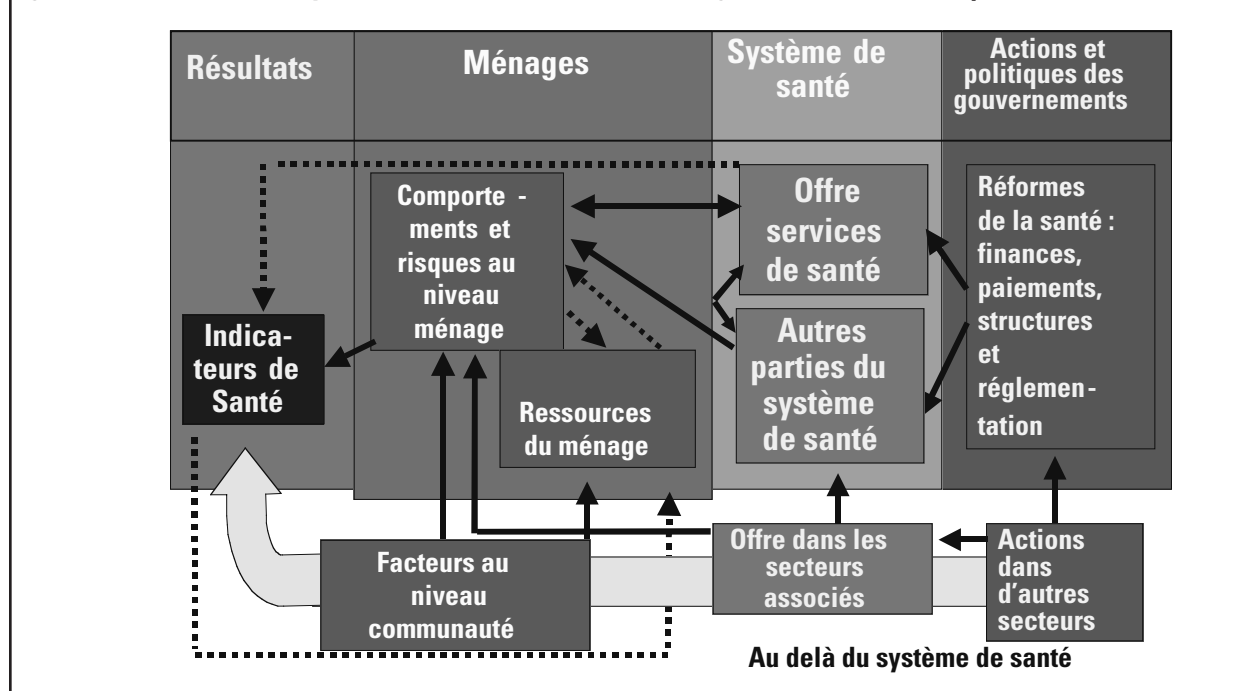 Résultats
Ménages
Système de
santé
Actions et
politiques des
gouvernements
Comporte -
ments et
risques au
niveau
ménage
Offre
services
de santé
Réformes
de la santé :
finances,
paiements,
structures
et
réglemen-
tation
Indica-
teurs de
Santé
Autres
parties du
système
de santé
Ressources
du ménage
Facteurs au
niveau
communauté
Offre dans les
secteurs
associés
Actions
dans
d'autres
secteurs
Au delà du système de santé